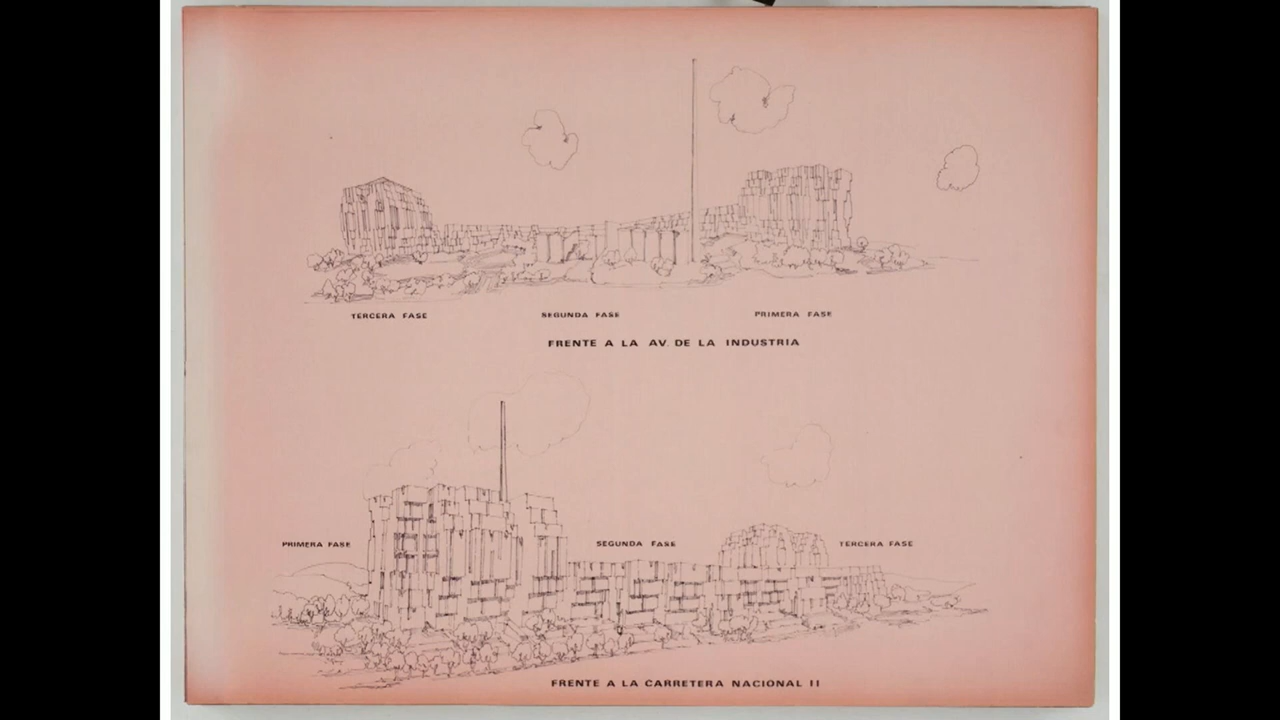 TERCERA FASE
SEGUNDA FASE
PRIMERA FASE
FRENTE A LA AV. DE LA INDUSTRIA
PRIMERA FASE
SEGUNDA FASE
TERCERA FASE
FRENTE A LA CARRETERA NACIONAL II